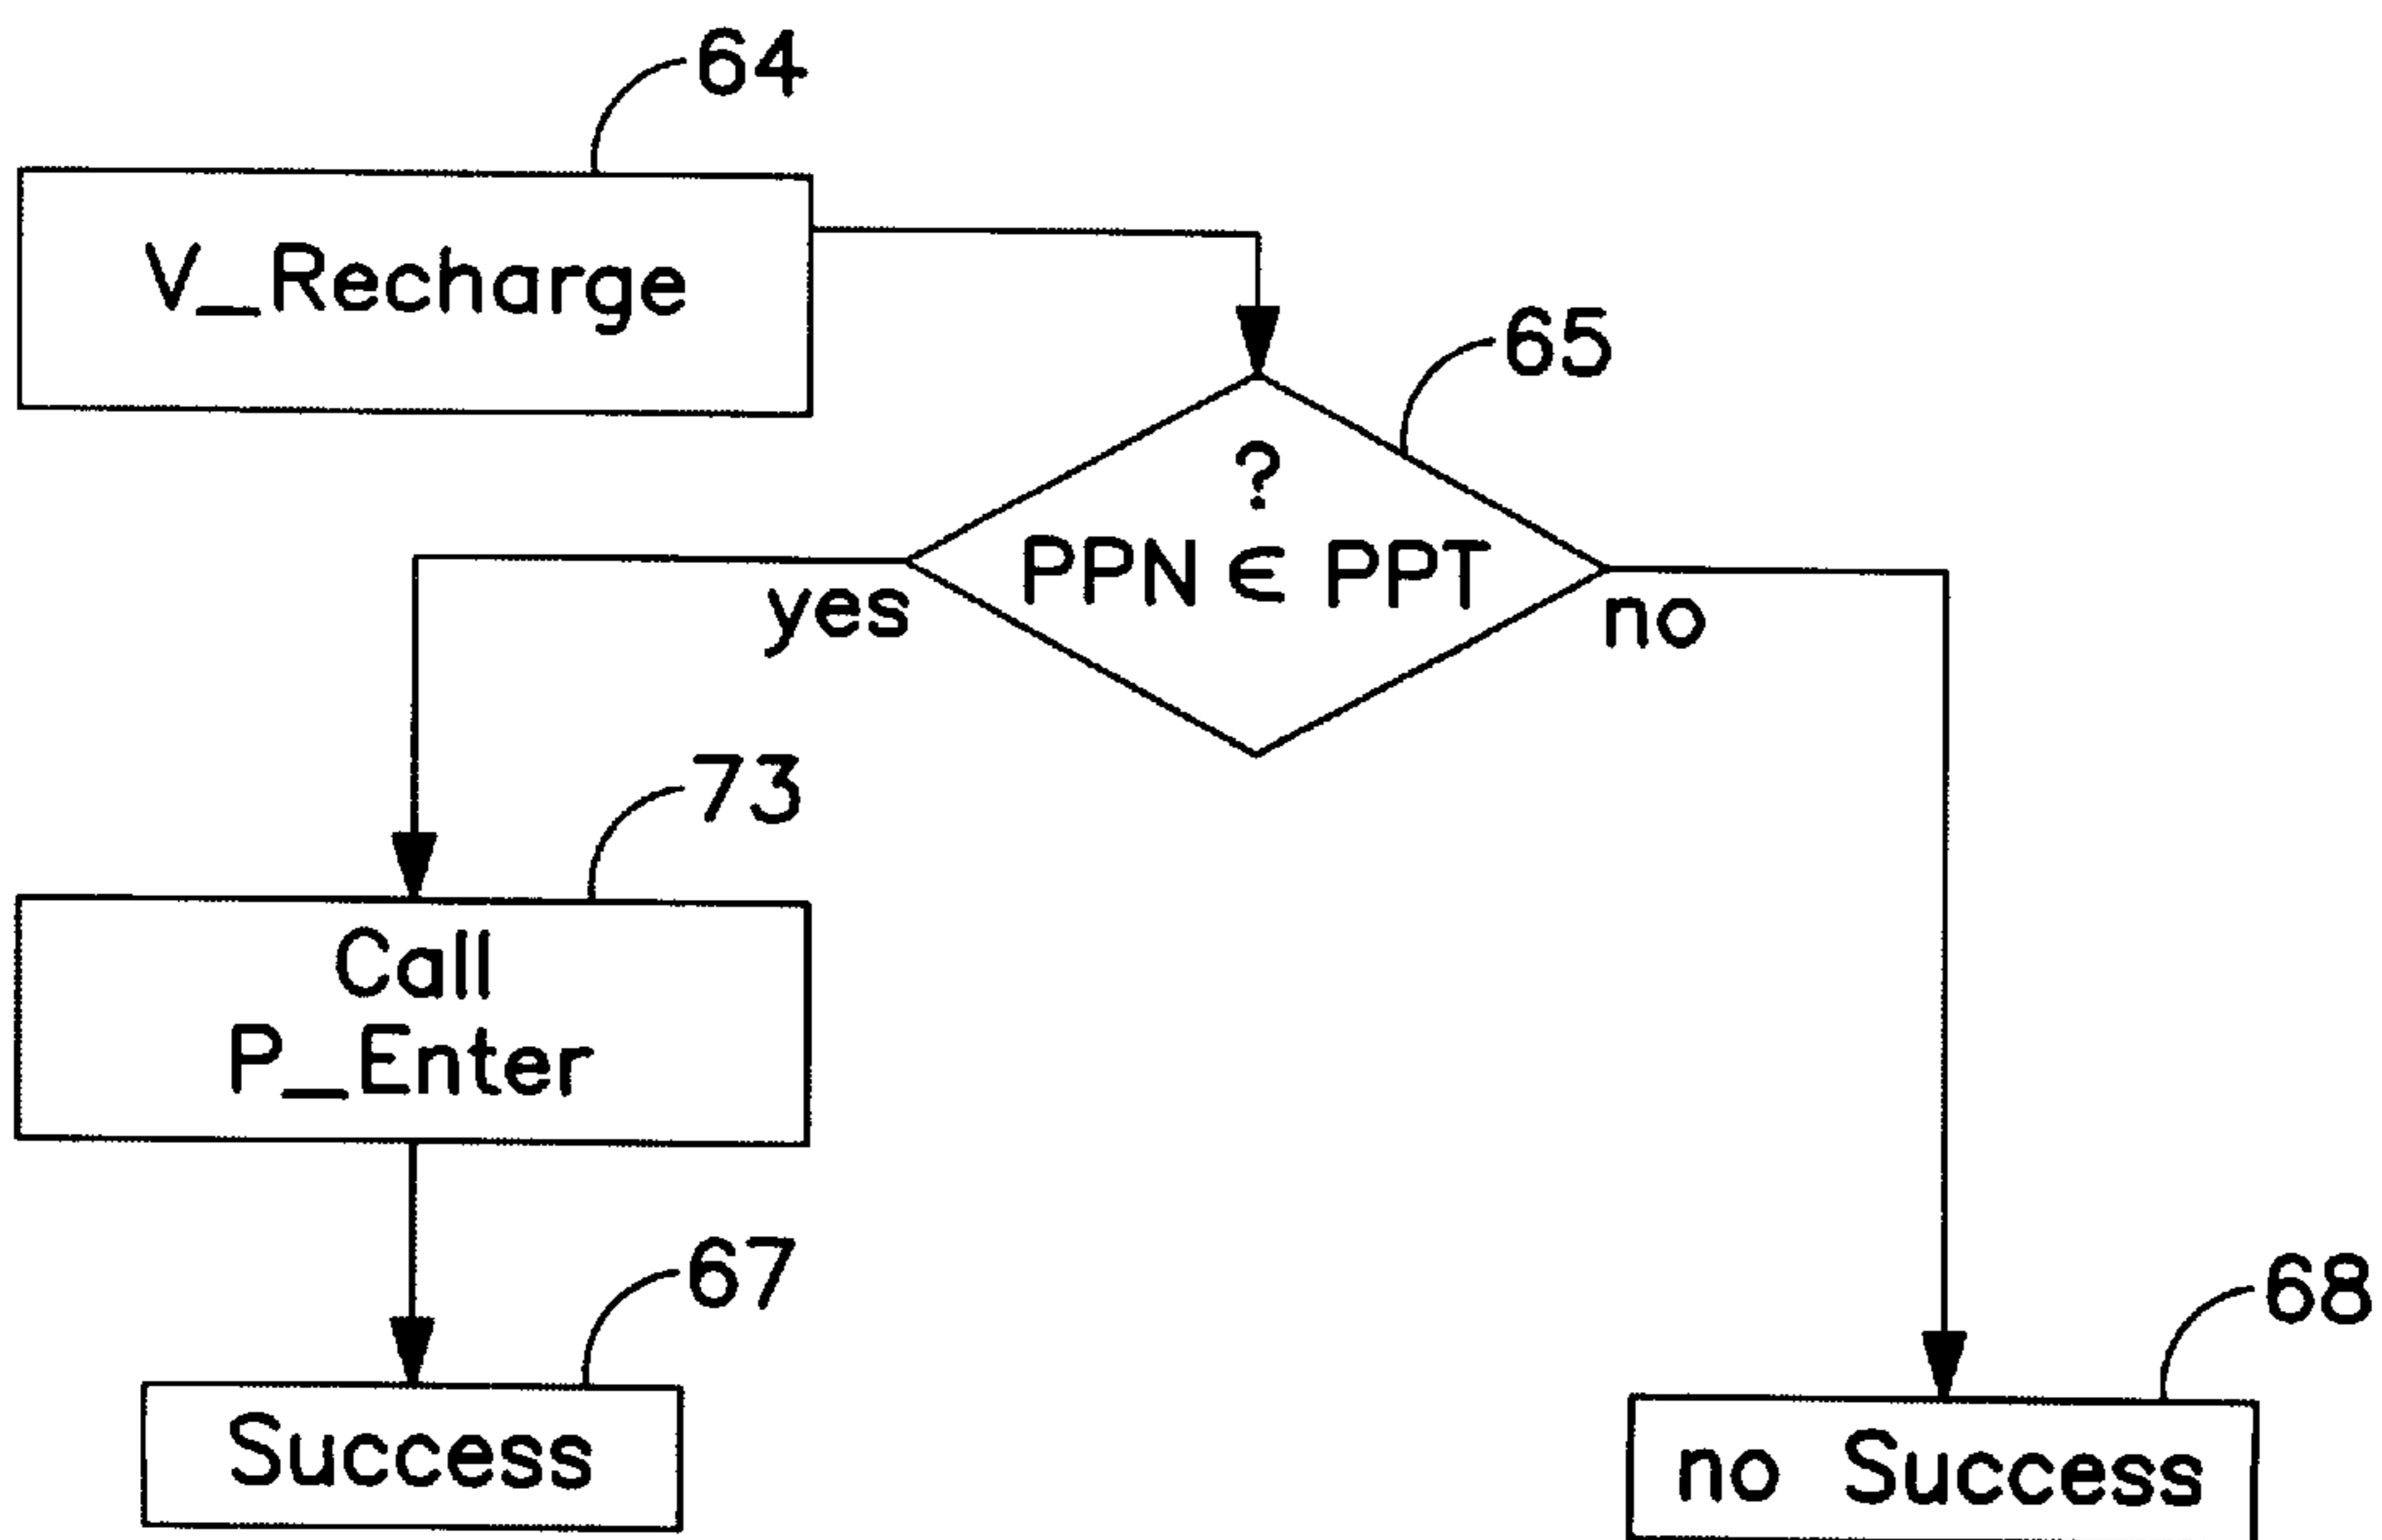 64
V_Recharge
65
?
PPN ∈ PPT
yes
no
73
Call
P_Enter
67
Success
68
no Success